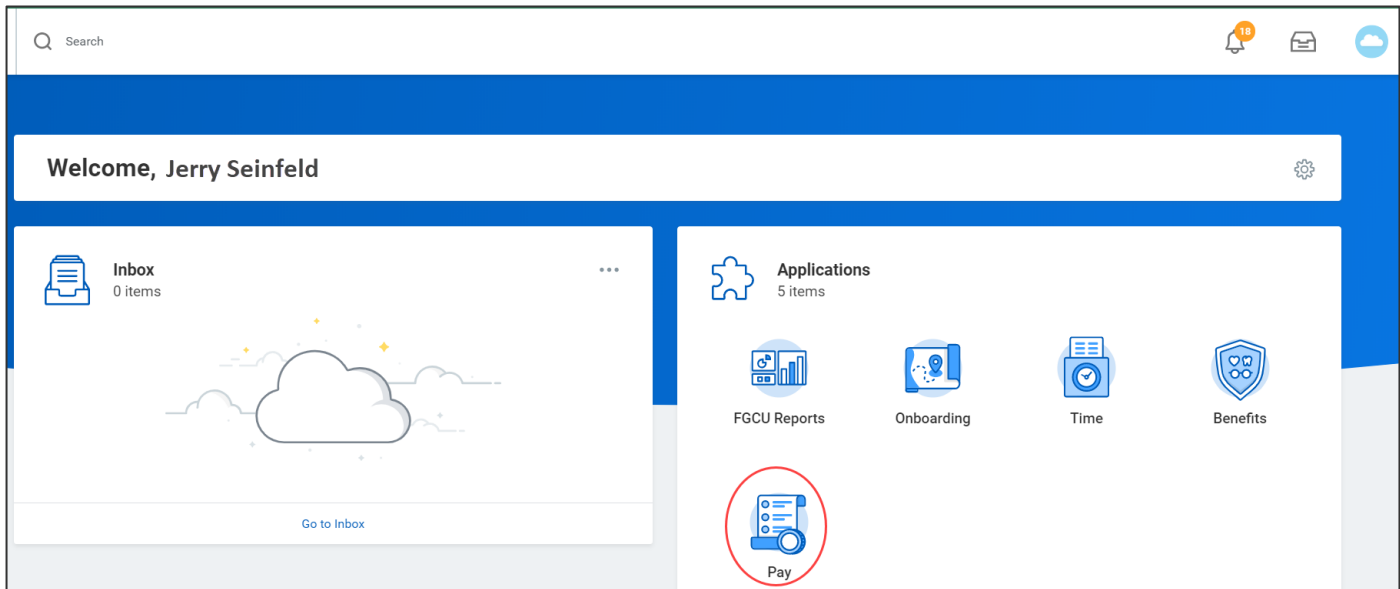 Search
18
Welcome, Jerry Seinfeld
Inbox
0 items
Go to Inbox
Applications
5 items
FGCU Reports
Onboarding
Time
Benefits
Pay